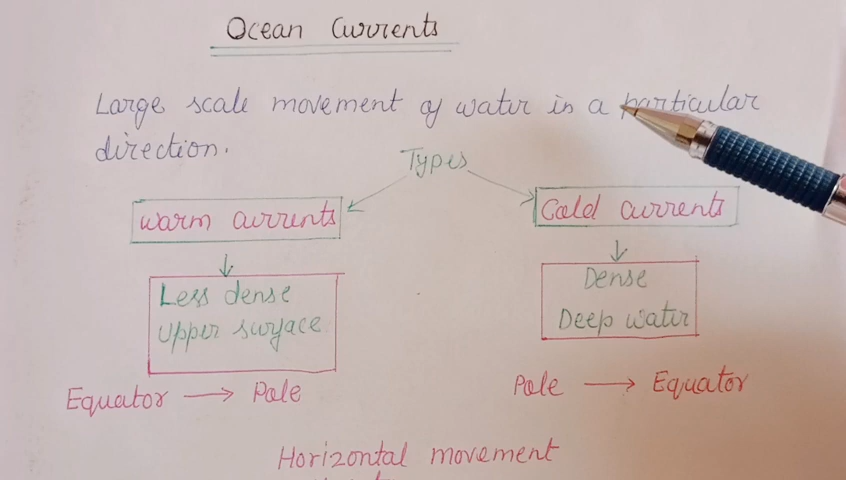 Ocean Currents
Large scale movement of water in a particular
direction.
Types
Warm currents
Cold currents
Less dense
Upper surface
Dense
Deep water
Equator → Pole
Pole → Equator
Horizontal movement